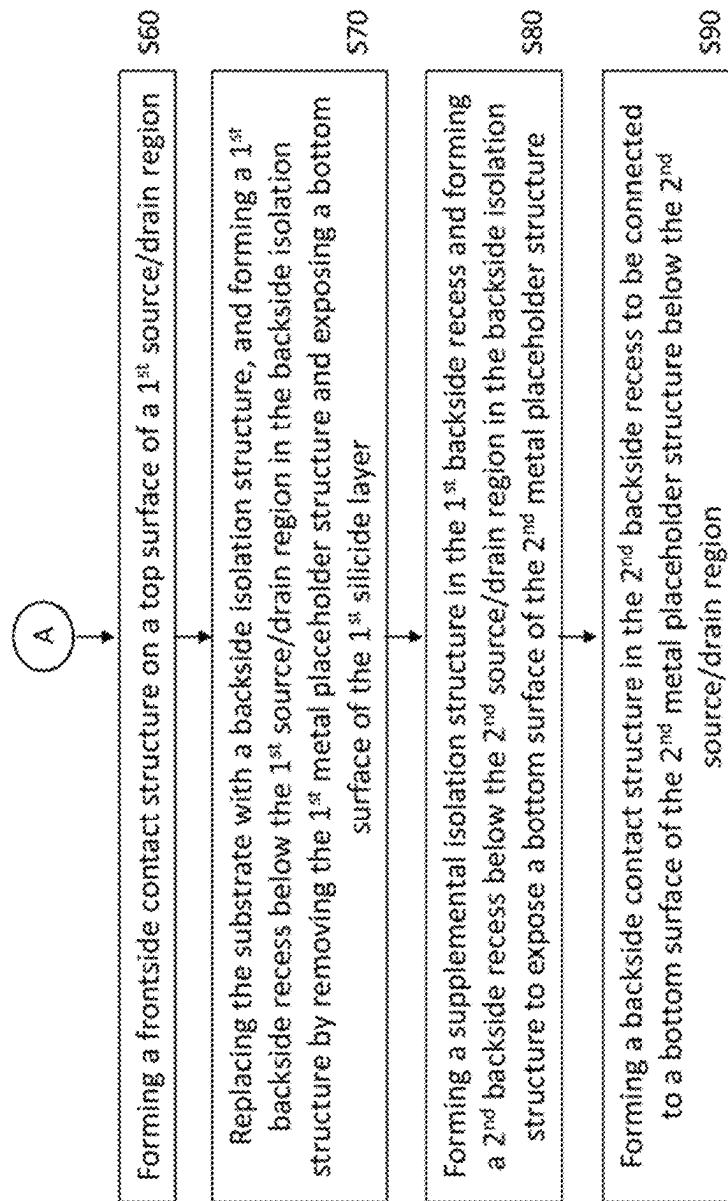 A
Forming a frontside contact structure on a top surface of a 1st source/drain region
S60
Replacing the substrate with a backside isolation structure, and forming a 1st
backside recess below the 1st source/drain region in the backside isolation
structure by removing the 1st metal placeholder structure and exposing a bottom
surface of the 1st silicide layer
S70
Forming a supplemental isolation structure in the 1st backside recess and forming
a 2nd backside recess below the 2nd source/drain region in the backside isolation
structure to expose a bottom surface of the 2nd metal placeholder structure
S80
Forming a backside contact structure in the 2nd backside recess to be connected
to a bottom surface of the 2nd metal placeholder structure below the 2nd
source/drain region
S90